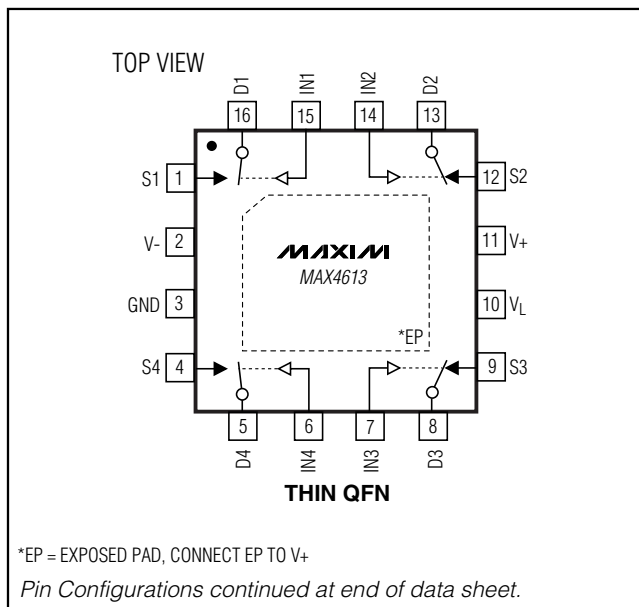 TOP VIEW
D1
IN1
IN2
D2
16
15
14
13
S1
1
12
S2
V-
2
11
V+
MAXIM
MAX4613
GND
3
10
VL
*EP
S4
4
9
S3
5
6
7
8
D4
IN4
IN3
D3
THIN QFN
*EP = EXPOSED PAD, CONNECT EP TO V+
Pin Configurations continued at end of data sheet.